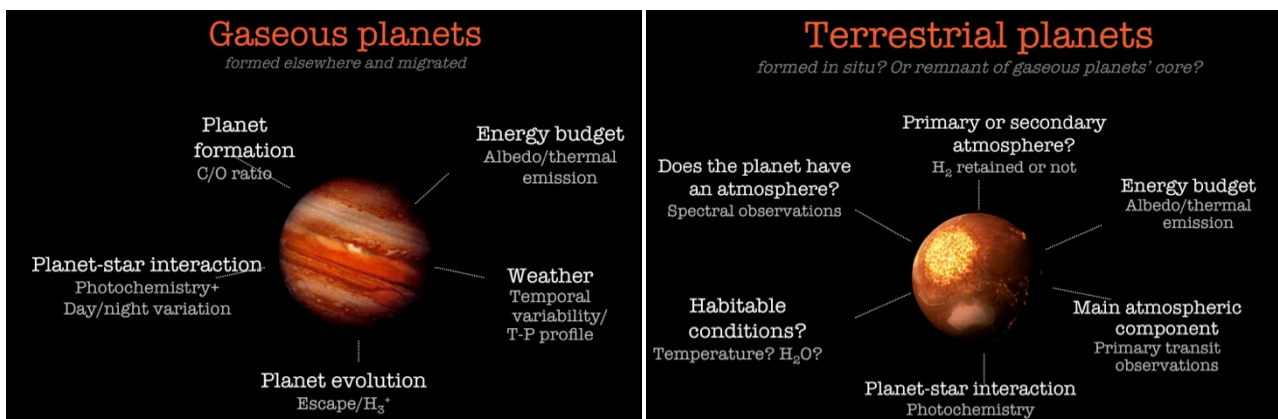 Gaseous planets
formed elsewhere and migrated
Planet
formation
C/O ratio
Energy budget
Albedo/thermal
emission
Planet-star interaction
Photochemistry+
Day/night variation
Weather
Temporal
variability/
T-P profile
Planet evolution
Escape/H₃⁺
Terrestrial planets
formed in situ? Or remnant of gaseous planets' core?
Primary or secondary
atmosphere?
H₂ retained or not
Does the planet have
an atmosphere?
Spectral observations
Energy budget
Albedo/thermal
emission
Habitable
conditions?
Temperature? H₂O?
Main atmospheric
component
Primary transit
observations
Planet-star interaction
Photochemistry